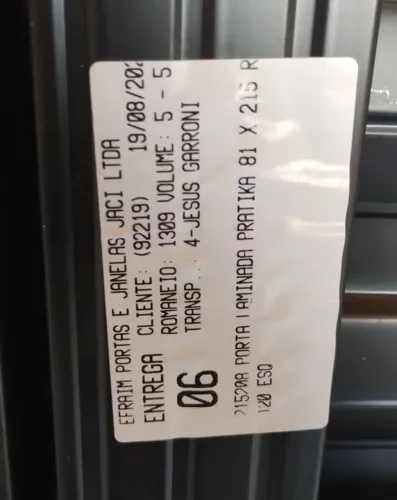 EFRAIM PORTAS E JANELAS JACI LTDA
ENTREGA CLIENTE: (92219) 19/08/202
ROMANEIO: 1309 VOLUME: 5 - 5
06 TRANSP.: 4-JESUS GARRONI
21520A PORTA LAMINADA PRATIKA 81 X 215 R
120 ESQ